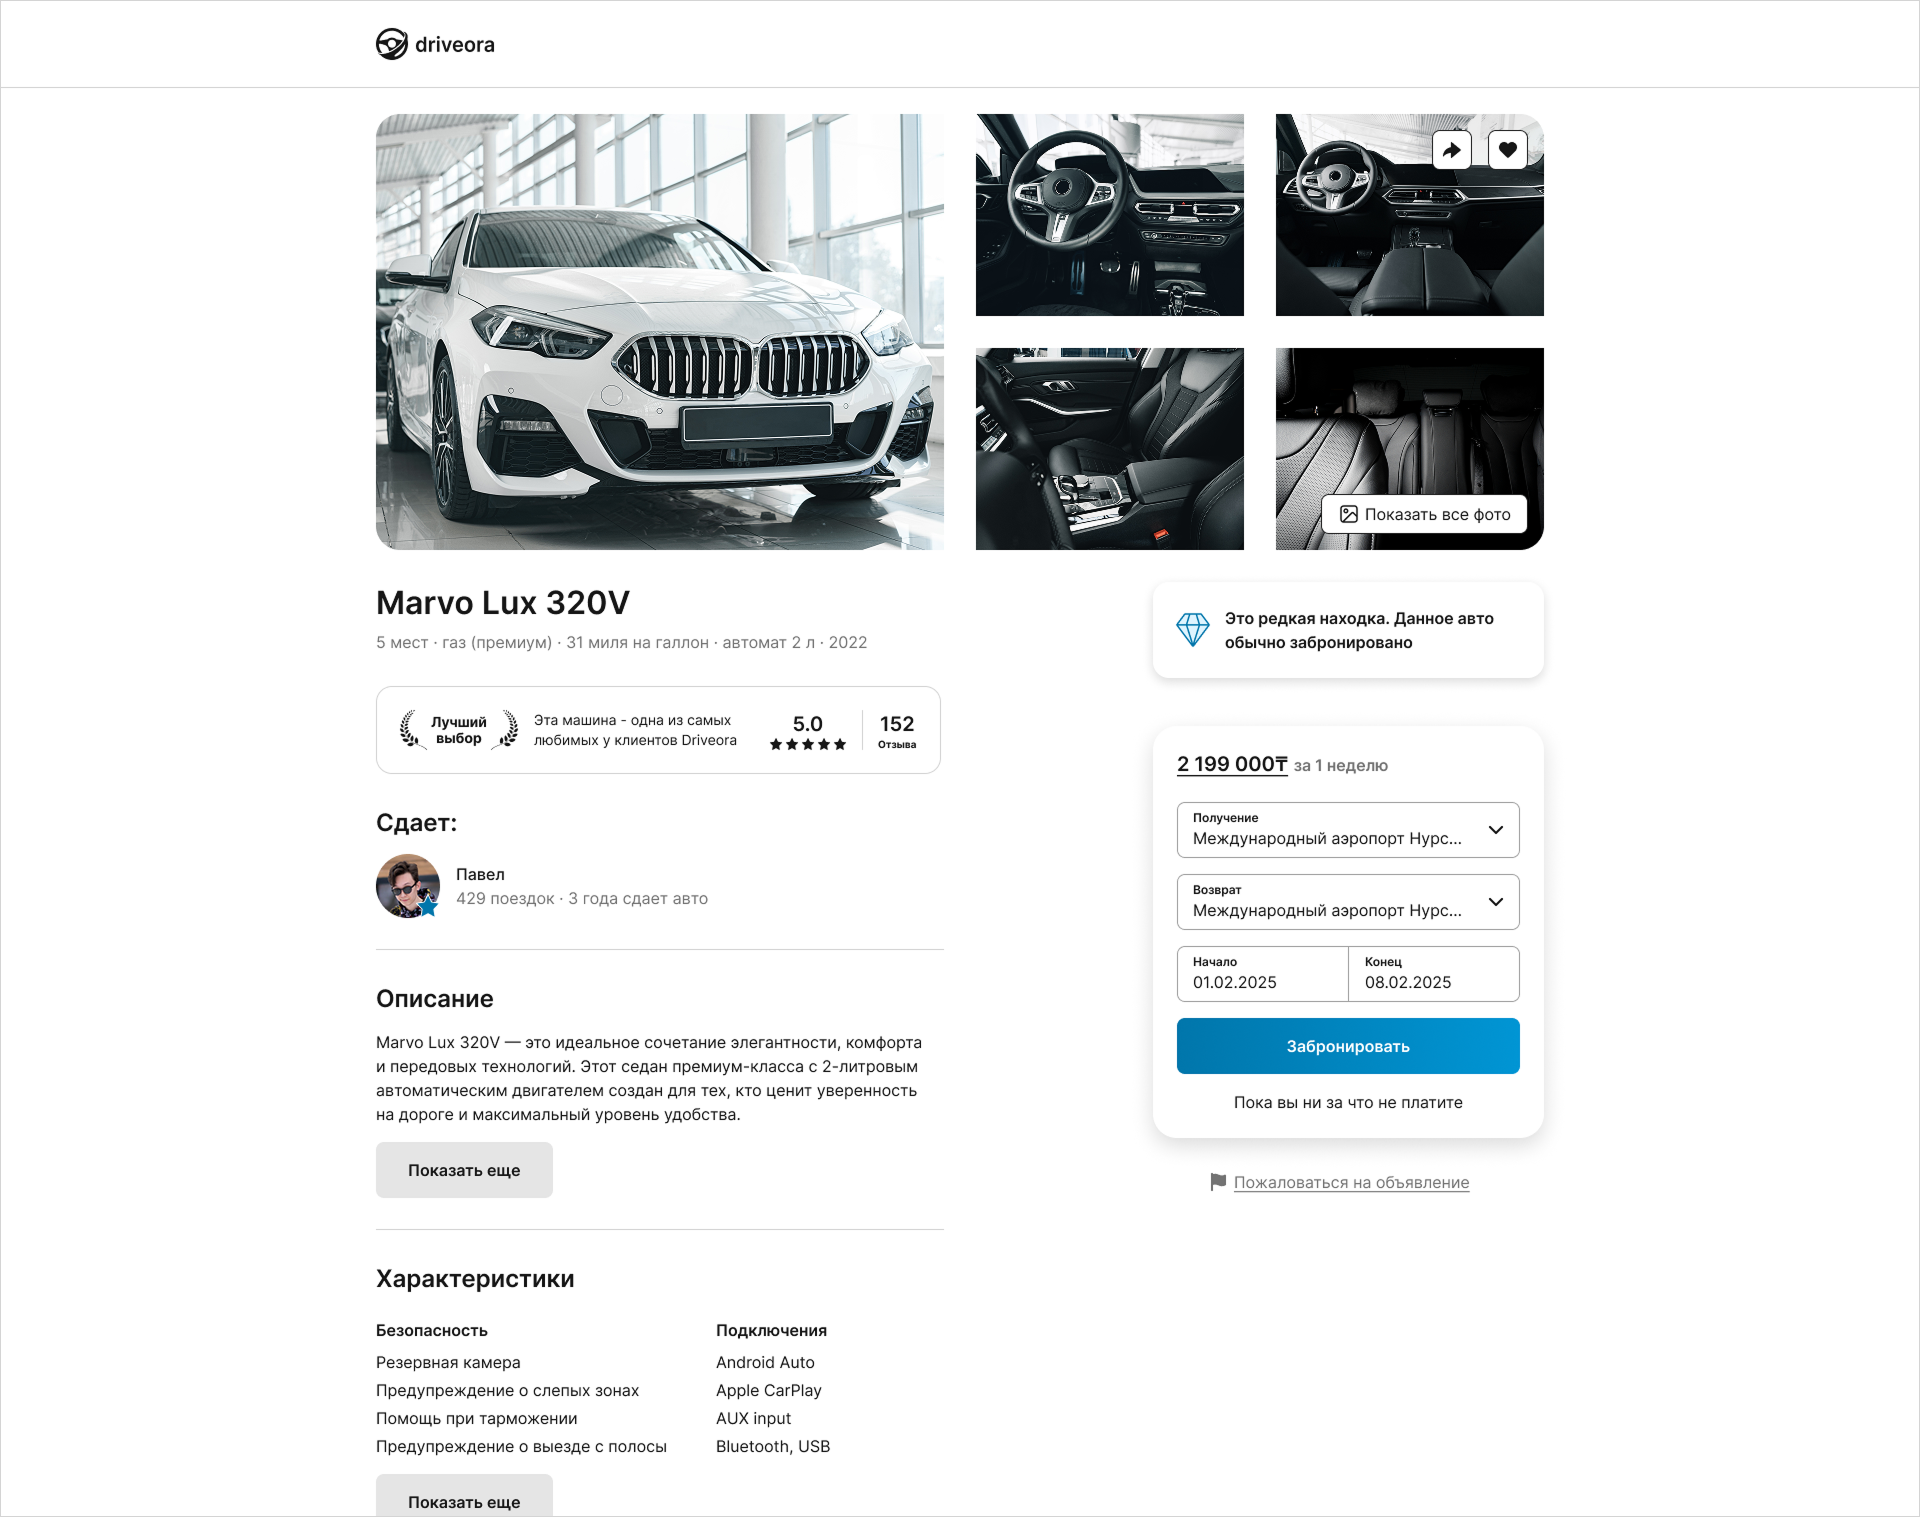 driveora
Показать все фото
Marvo Lux 320V
5 мест · газ (премиум) · 31 миля на галлон · автомат 2 л · 2022
Лучший
выбор
Эта машина - одна из самых
любимых у клиентов Driveora
5.0
152
Отзыва
Сдает:
Павел
429 поездок · 3 года сдает авто
Описание
Marvo Lux 320V — это идеальное сочетание элегантности, комфорта
и передовых технологий. Этот седан премиум-класса с 2-литровым
автоматическим двигателем создан для тех, кто ценит уверенность
на дороге и максимальный уровень удобства.
Показать еще
Характеристики
Безопасность
Резервная камера
Предупреждение о слепых зонах
Помощь при тарможении
Предупреждение о выезде с полосы
Подключения
Android Auto
Apple CarPlay
AUX input
Bluetooth, USB
Показать еще
Это редкая находка. Данное авто
обычно забронировано
2 199 000₸ за 1 неделю
Получение
Международный аэропорт Нурс...
Возврат
Международный аэропорт Нурс...
Начало
01.02.2025
Конец
08.02.2025
Забронировать
Пока вы ни за что не платите
Пожаловаться на объявление